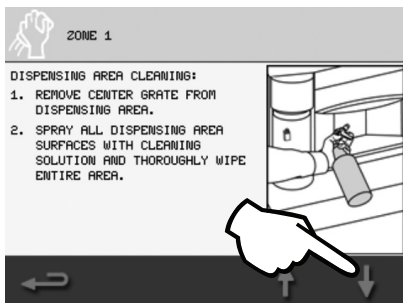 ZONE 1
DISPENSING AREA CLEANING:
1. REMOVE CENTER GRATE FROM
DISPENSING AREA.
2. SPRAY ALL DISPENSING AREA
SURFACES WITH CLEANING
SOLUTION AND THOROUGHLY WIPE
ENTIRE AREA.